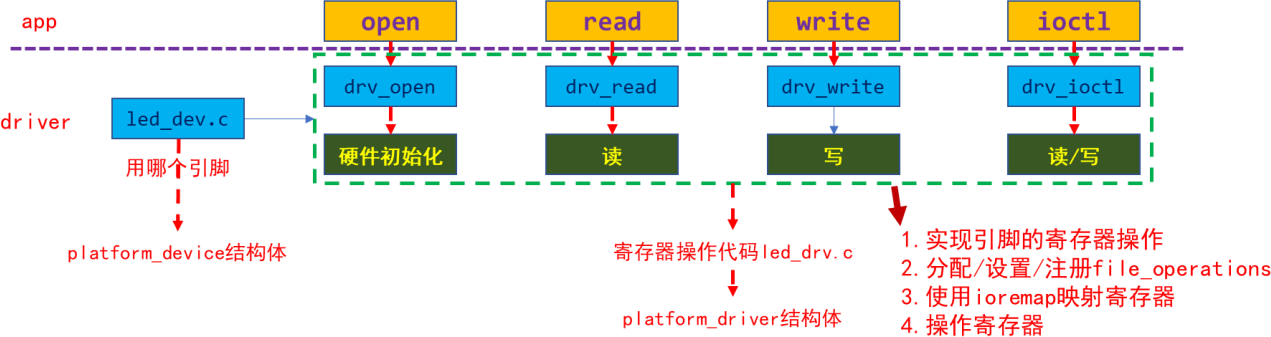 app
open
read
write
ioctl
driver
led_dev.c
drv_open
drv_read
drv_write
drv_ioctl
硬件初始化
读
写
读/写
用哪个引脚
platform_device结构体
寄存器操作代码led_drv.c
platform_driver结构体
1. 实现引脚的寄存器操作
2. 分配/设置/注册file_operations
3. 使用ioremap映射寄存器
4. 操作寄存器